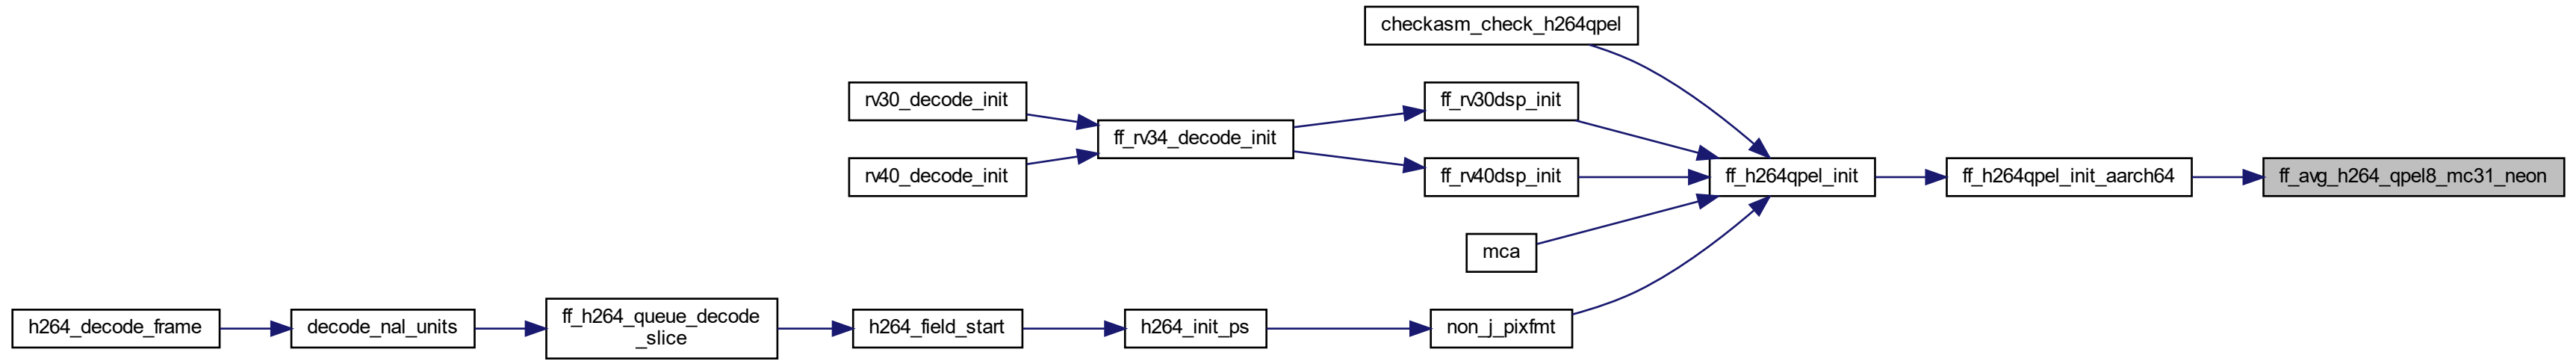 checkasm_check_h264qpel
rv30_decode_init
ff_rv30dsp_init
ff_rv34_decode_init
rv40_decode_init
ff_rv40dsp_init
ff_h264qpel_init
ff_h264qpel_init_aarch64
ff_avg_h264_qpel8_mc31_neon
mca
h264_decode_frame
decode_nal_units
ff_h264_queue_decode
_slice
h264_field_start
h264_init_ps
non_j_pixfmt